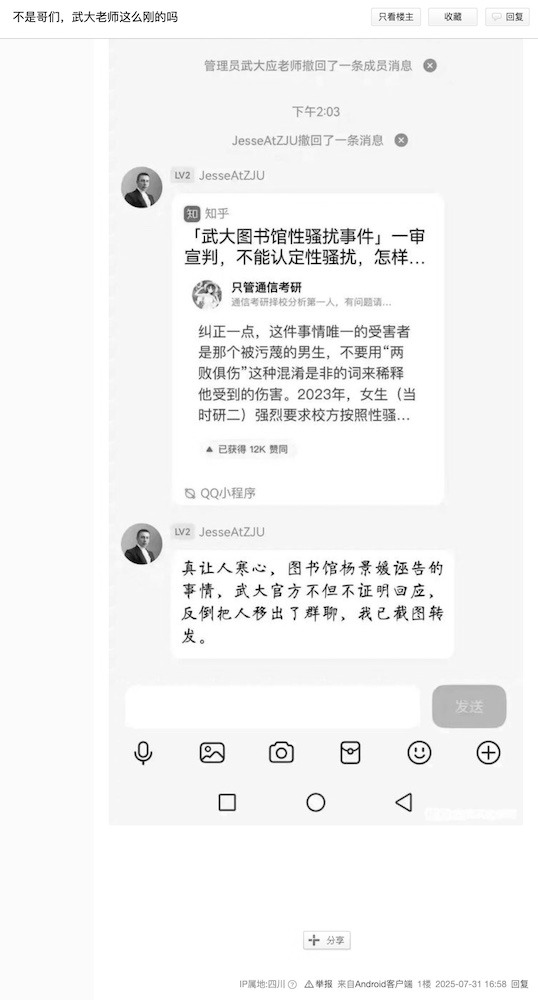 不是哥们，武大老师这么刚的吗
只看楼主
收藏
回复
管理员武大应老师撤回了一条成员消息
下午2:03
JesseAtZJU撤回了一条消息
LV2 JesseAtZJU
知 知乎
「武大图书馆性骚扰事件」一审
宣判，不能认定性骚扰，怎样...
只管通信考研
通信考研择校分析第一人，有问题请...
纠正一点，这件事情唯一的受害者
是那个被污蔑的男生，不要用“两
败俱伤”这种混淆是非的词来稀释
他受到的伤害。2023年，女生（当
时研二）强烈要求校方按照性骚...
已获得 12K 赞同
QQ小程序
LV2 JesseAtZJU
真让人寒心，图书馆杨景媛诬告的
事情，武大官方不但不证明回应，
反倒把人移出了群聊，我已截图转
发。
发送
分享
IP属地:四川 举报 来自Android客户端 1楼 2025-07-31 16:58 回复